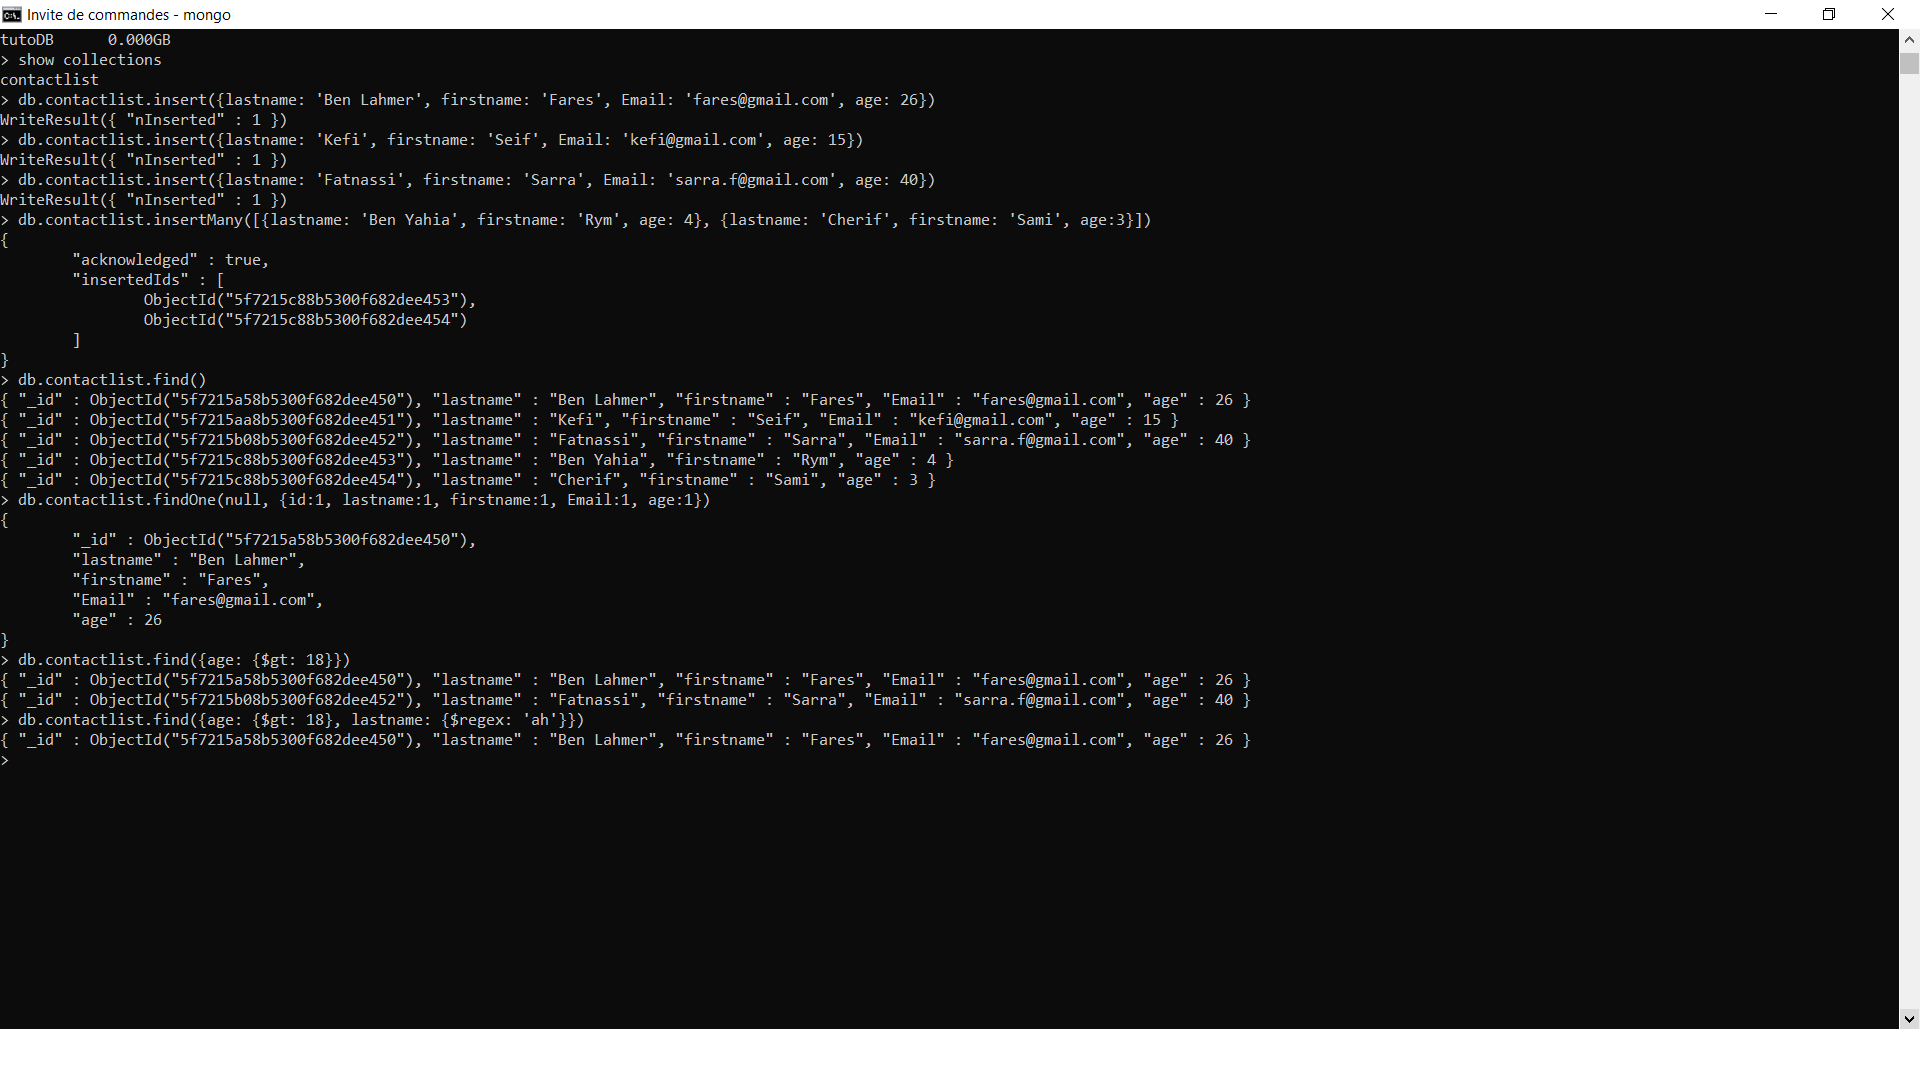 Invite de commandes - mongo
tutoDB      0.000GB
> show collections
contactlist
> db.contactlist.insert({lastname: 'Ben Lahmer', firstname: 'Fares', Email: 'fares@gmail.com', age: 26})
WriteResult({ "nInserted" : 1 })
> db.contactlist.insert({lastname: 'Kefi', firstname: 'Seif', Email: 'kefi@gmail.com', age: 15})
WriteResult({ "nInserted" : 1 })
> db.contactlist.insert({lastname: 'Fatnassi', firstname: 'Sarra', Email: 'sarra.f@gmail.com', age: 40})
WriteResult({ "nInserted" : 1 })
> db.contactlist.insertMany([{lastname: 'Ben Yahia', firstname: 'Rym', age: 4}, {lastname: 'Cherif', firstname: 'Sami', age:3}])
{
        "acknowledged" : true,
        "insertedIds" : [
                ObjectId("5f7215c88b5300f682dee453"),
                ObjectId("5f7215c88b5300f682dee454")
        ]
}
> db.contactlist.find()
{ "_id" : ObjectId("5f7215a58b5300f682dee450"), "lastname" : "Ben Lahmer", "firstname" : "Fares", "Email" : "fares@gmail.com", "age" : 26 }
{ "_id" : ObjectId("5f7215aa8b5300f682dee451"), "lastname" : "Kefi", "firstname" : "Seif", "Email" : "kefi@gmail.com", "age" : 15 }
{ "_id" : ObjectId("5f7215b08b5300f682dee452"), "lastname" : "Fatnassi", "firstname" : "Sarra", "Email" : "sarra.f@gmail.com", "age" : 40 }
{ "_id" : ObjectId("5f7215c88b5300f682dee453"), "lastname" : "Ben Yahia", "firstname" : "Rym", "age" : 4 }
{ "_id" : ObjectId("5f7215c88b5300f682dee454"), "lastname" : "Cherif", "firstname" : "Sami", "age" : 3 }
> db.contactlist.findOne(null, {id:1, lastname:1, firstname:1, Email:1, age:1})
{
        "_id" : ObjectId("5f7215a58b5300f682dee450"),
        "lastname" : "Ben Lahmer",
        "firstname" : "Fares",
        "Email" : "fares@gmail.com",
        "age" : 26
}
> db.contactlist.find({age: {$gt: 18}})
{ "_id" : ObjectId("5f7215a58b5300f682dee450"), "lastname" : "Ben Lahmer", "firstname" : "Fares", "Email" : "fares@gmail.com", "age" : 26 }
{ "_id" : ObjectId("5f7215b08b5300f682dee452"), "lastname" : "Fatnassi", "firstname" : "Sarra", "Email" : "sarra.f@gmail.com", "age" : 40 }
> db.contactlist.find({age: {$gt: 18}, lastname: {$regex: 'ah'}})
{ "_id" : ObjectId("5f7215a58b5300f682dee450"), "lastname" : "Ben Lahmer", "firstname" : "Fares", "Email" : "fares@gmail.com", "age" : 26 }
>